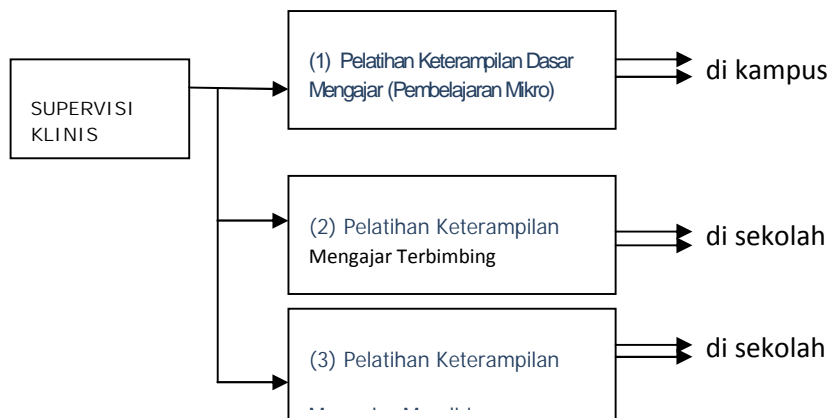 SUPERVISI
KLINIS
(1) Pelatihan Keterampilan Dasar
Mengajar (Pembelajaran Mikro)
di kampus
(2) Pelatihan Keterampilan
Mengajar Terbimbing
di sekolah
(3) Pelatihan Keterampilan
di sekolah